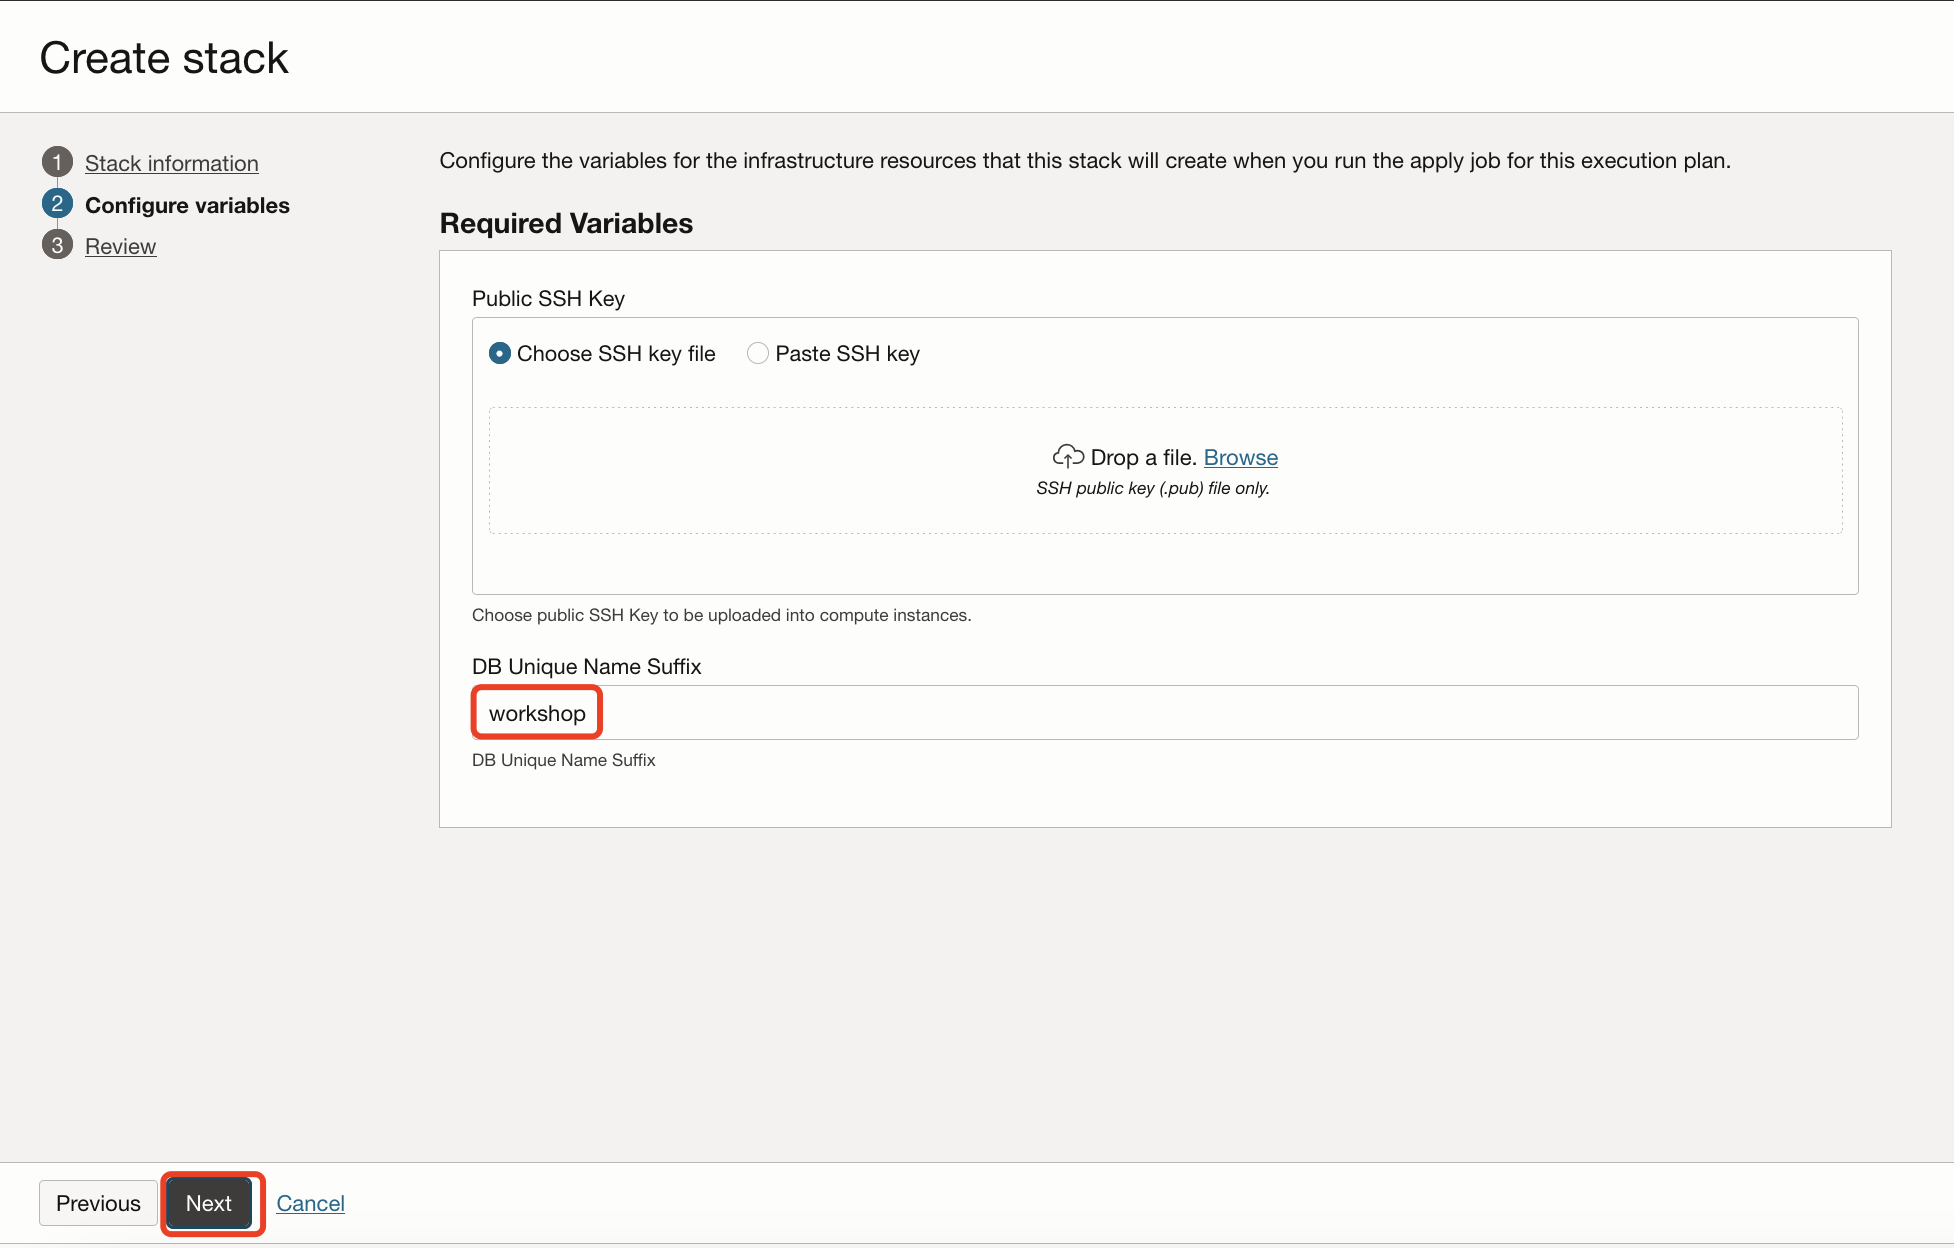 Create stack
1 Stack information
2 Configure variables
3 Review
Configure the variables for the infrastructure resources that this stack will create when you run the apply job for this execution plan.
Required Variables
Public SSH Key
Choose SSH key file Paste SSH key
Drop a file. Browse
SSH public key (.pub) file only.
Choose public SSH Key to be uploaded into compute instances.
DB Unique Name Suffix
workshop
DB Unique Name Suffix
Previous Next Cancel